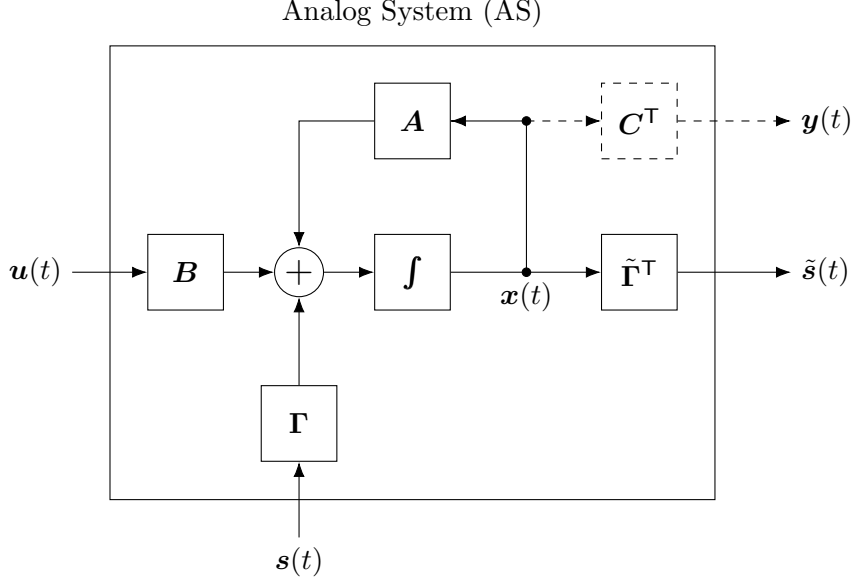 Analog System (AS)
A
Cᵀ
y(t)
u(t)
B
+
∫
x(t)
Γ̃ᵀ
s̃(t)
Γ
s(t)